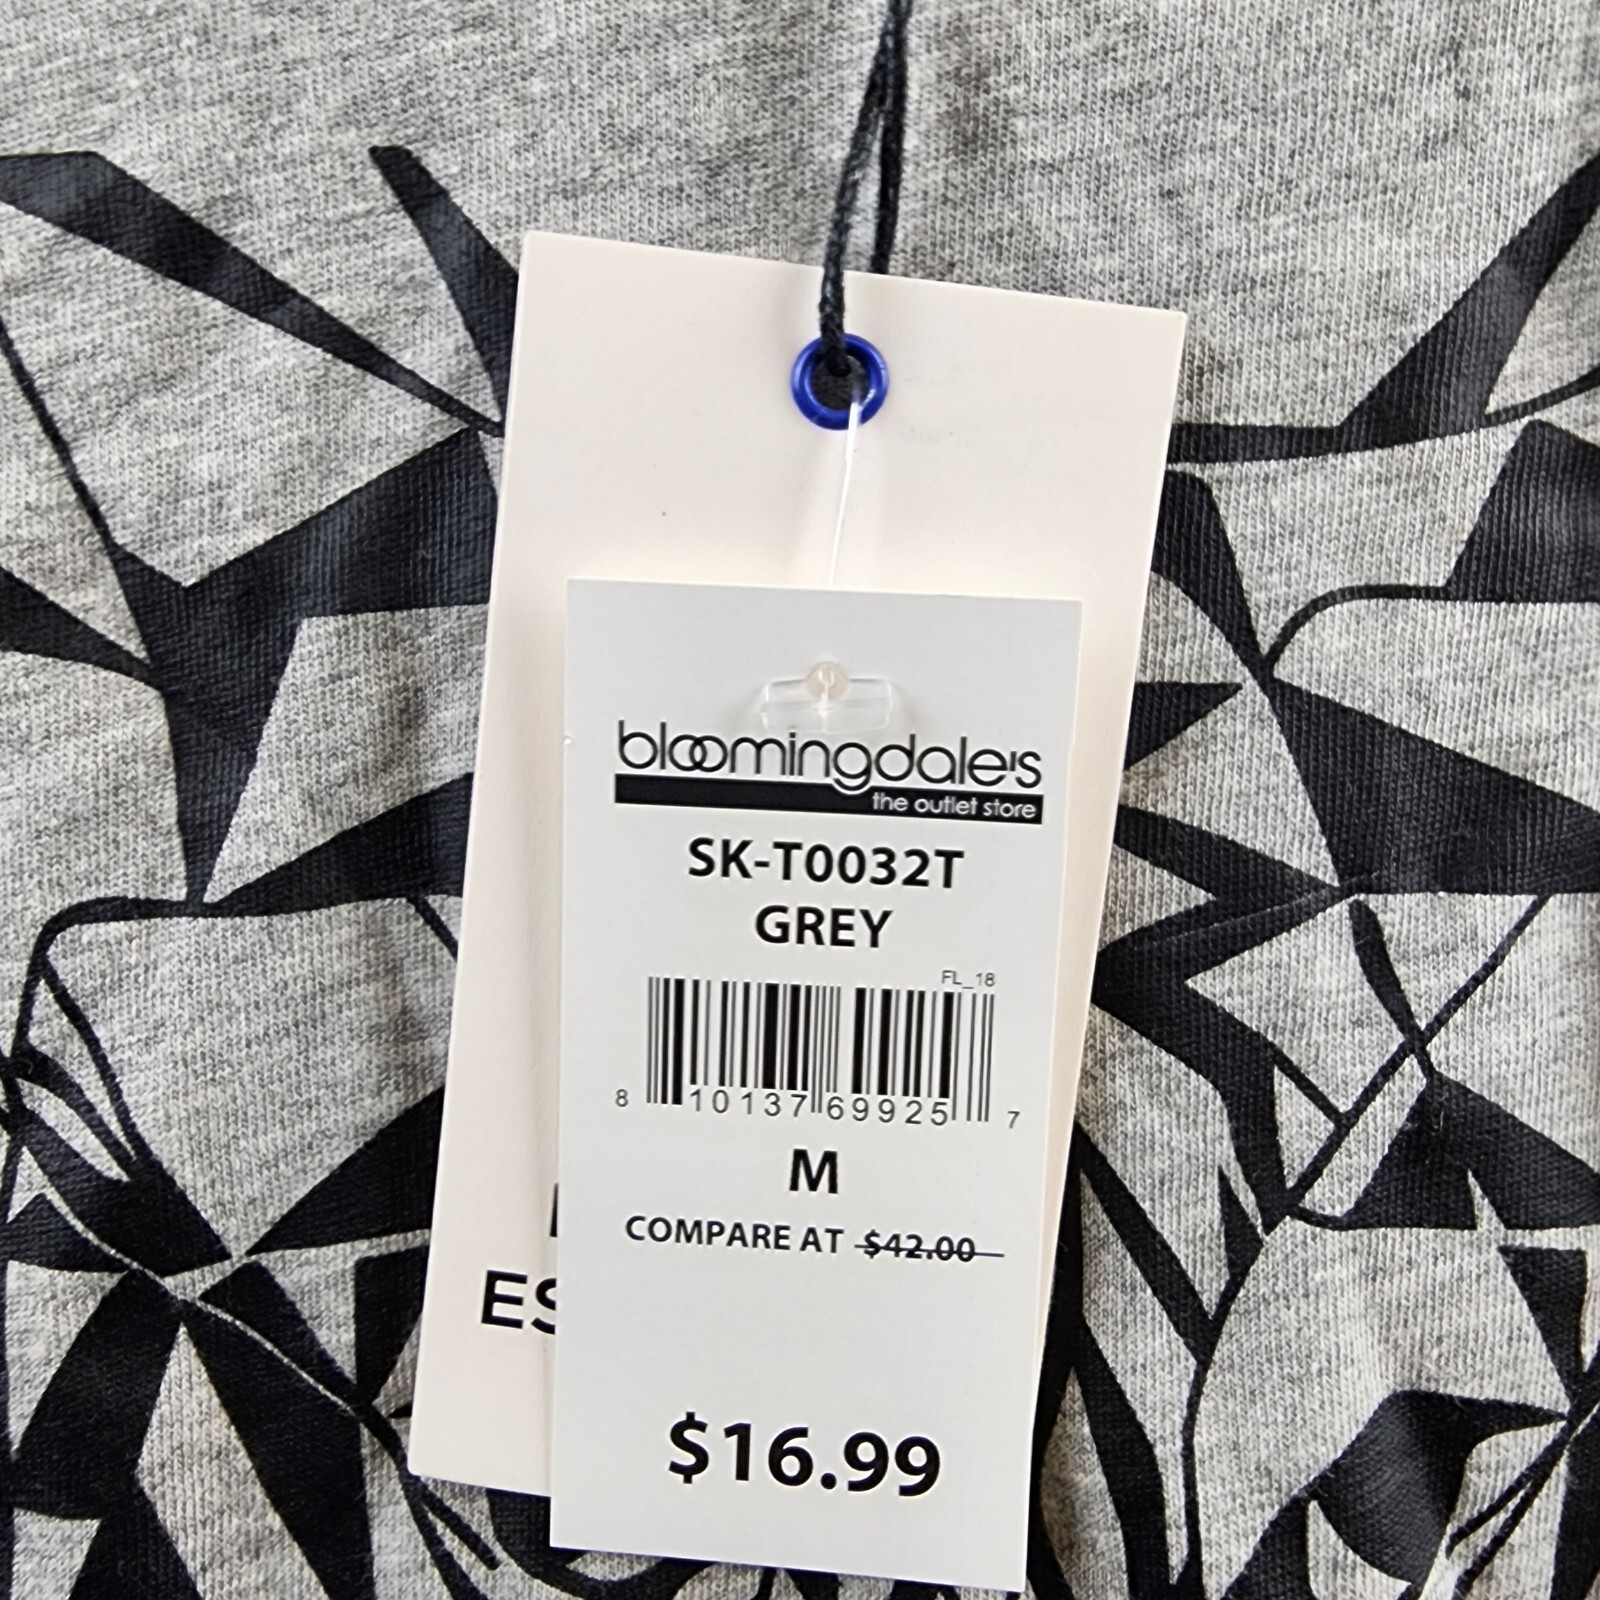 bloomingdale's
the outlet store
SK-T0032T
GREY
FL_18
8 10137 69925 7
M
COMPARE AT $42.00
ES
$16.99